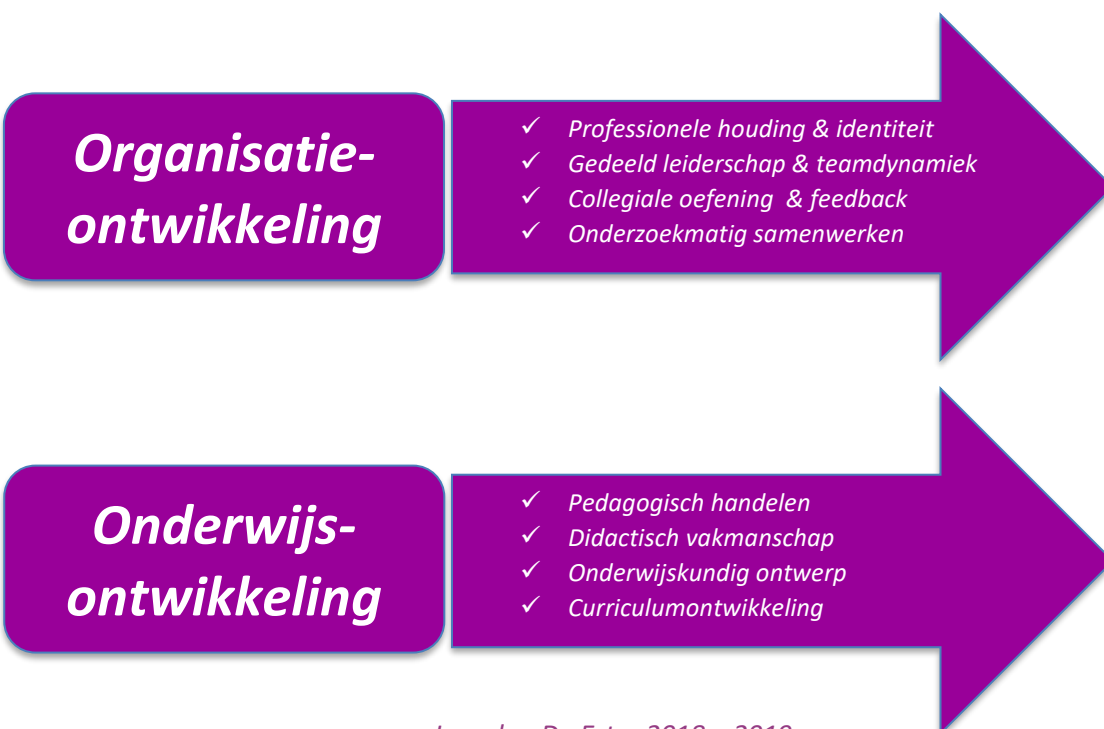 Organisatie-
ontwikkeling
✓ Professionele houding & identiteit
✓ Gedeeld leiderschap & teamdynamiek
✓ Collegiale oefening & feedback
✓ Onderzoekmatig samenwerken
Onderwijs-
ontwikkeling
✓ Pedagogisch handelen
✓ Didactisch vakmanschap
✓ Onderwijskundig ontwerp
✓ Curriculumontwikkeling